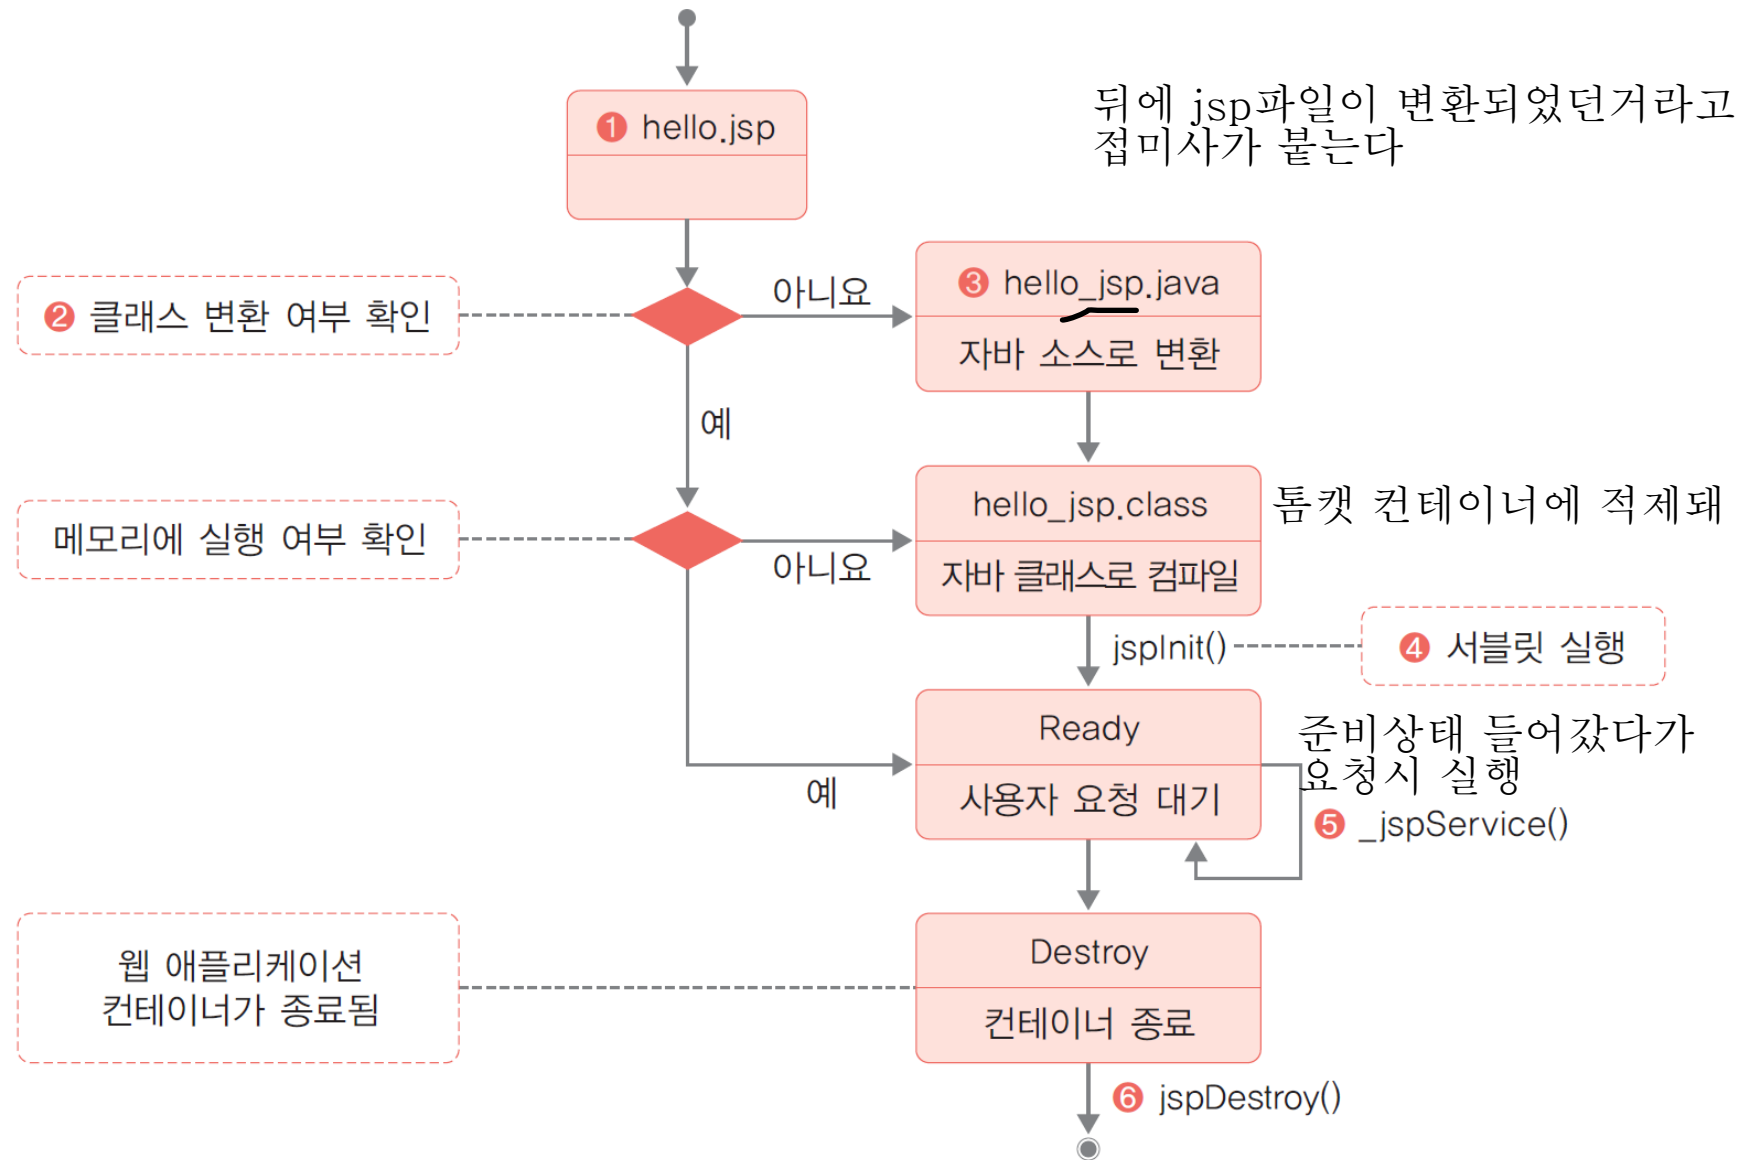 ❶ hello.jsp
뒤에 jsp파일이 변환되었던거라고
접미사가 붙는다
❷ 클래스 변환 여부 확인
아니요
❸ hello_jsp.java
자바 소스로 변환
예
메모리에 실행 여부 확인
아니요
hello_jsp.class
자바 클래스로 컴파일
톰캣 컨테이너에 적제돼
jspInit()
❹ 서블릿 실행
Ready
사용자 요청 대기
예
준비상태 들어갔다가
요청시 실행
❺ _jspService()
웹 애플리케이션
컨테이너가 종료됨
Destroy
컨테이너 종료
❻ jspDestroy()